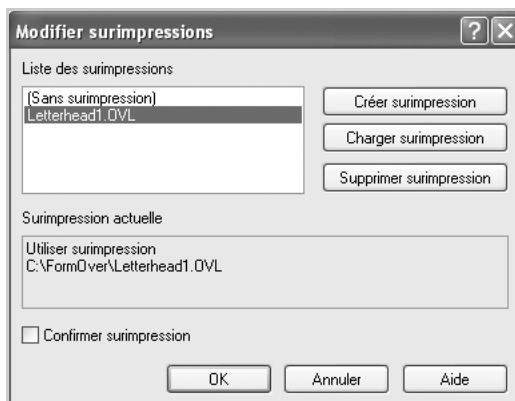 Modifier surimpressions
Liste des surimpressions
(Sans surimpression)
Letterhead1.OVL
Créer surimpression
Charger surimpression
Supprimer surimpression
Surimpression actuelle
Utiliser surimpression
C:\FormOver\Letterhead1.OVL
Confirmer surimpression
OK
Annuler
Aide